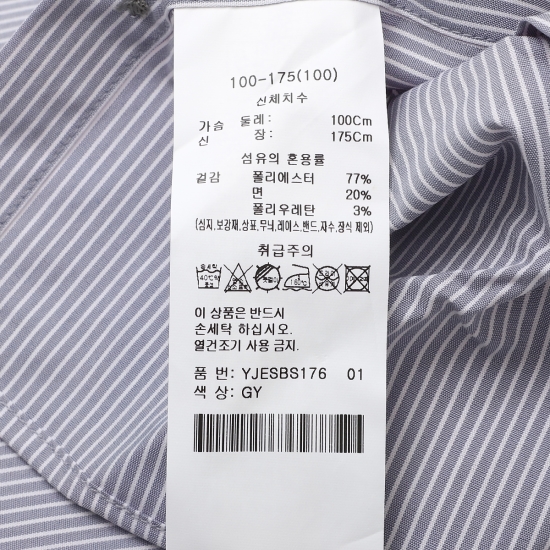 100-175(100)
신체치수
가슴 둘레: 100Cm
신 장: 175Cm
섬유의 혼용률
겉감 폴리에스터 77%
면 20%
폴리우레탄 3%
(심지,보강재,상표,무늬,레이스,밴드,자수,장식 제외)
취급주의
이 상품은 반드시
손세탁 하십시오.
열건조기 사용 금지.
품 번: YJESBS176 01
색 상: GY